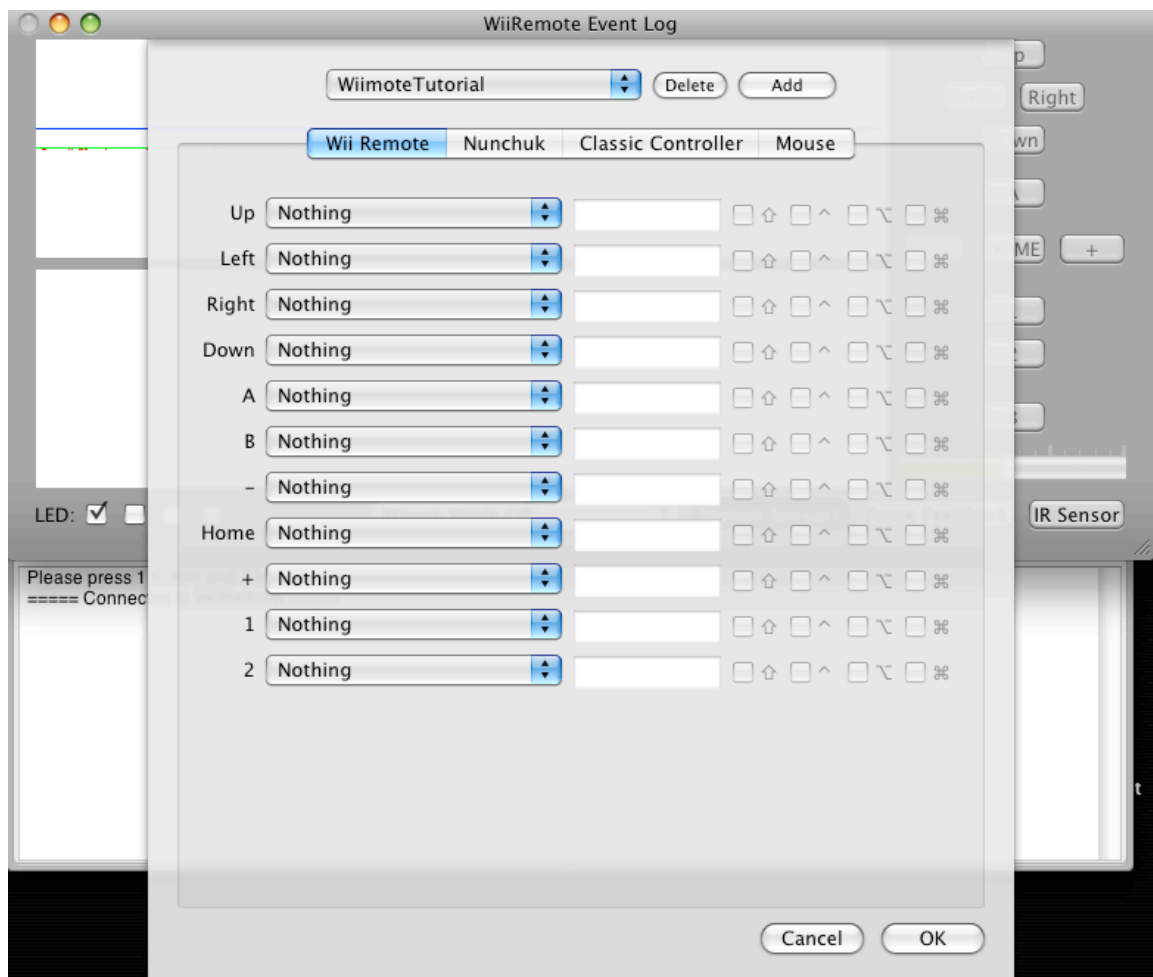 WiiRemote Event Log
WiimoteTutorial Delete Add
Right
Wii Remote Nunchuk Classic Controller Mouse
Up Nothing ⇧ ^ ⌥ ⌘
Left Nothing ⇧ ^ ⌥ ⌘
+
Right Nothing ⇧ ^ ⌥ ⌘
Down Nothing ⇧ ^ ⌥ ⌘
A Nothing ⇧ ^ ⌥ ⌘
B Nothing ⇧ ^ ⌥ ⌘
- Nothing ⇧ ^ ⌥ ⌘
LED: IR Sensor
Home Nothing ⇧ ^ ⌥ ⌘
Please press 1
+ Nothing ⇧ ^ ⌥ ⌘
===== Connec
1 Nothing ⇧ ^ ⌥ ⌘
2 Nothing ⇧ ^ ⌥ ⌘
Cancel OK